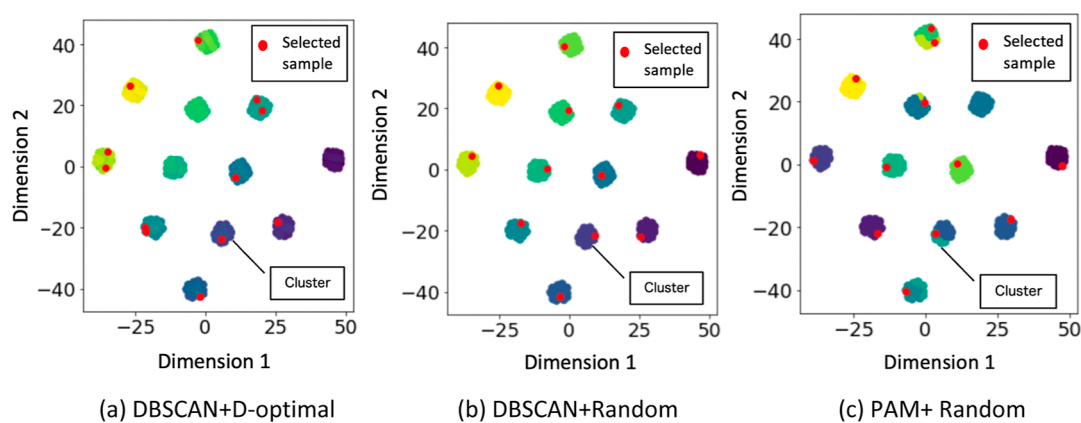 40
20
0
−20
−40
−25
0
25
50
Dimension 2
Dimension 1
Selected
sample
Cluster
(a) DBSCAN+D-optimal
40
20
0
−20
−40
−25
0
25
50
Dimension 2
Dimension 1
Selected
sample
Cluster
(b) DBSCAN+Random
40
20
0
−20
−40
−25
0
25
50
Dimension 2
Dimension 1
Selected
sample
Cluster
(c) PAM+ Random